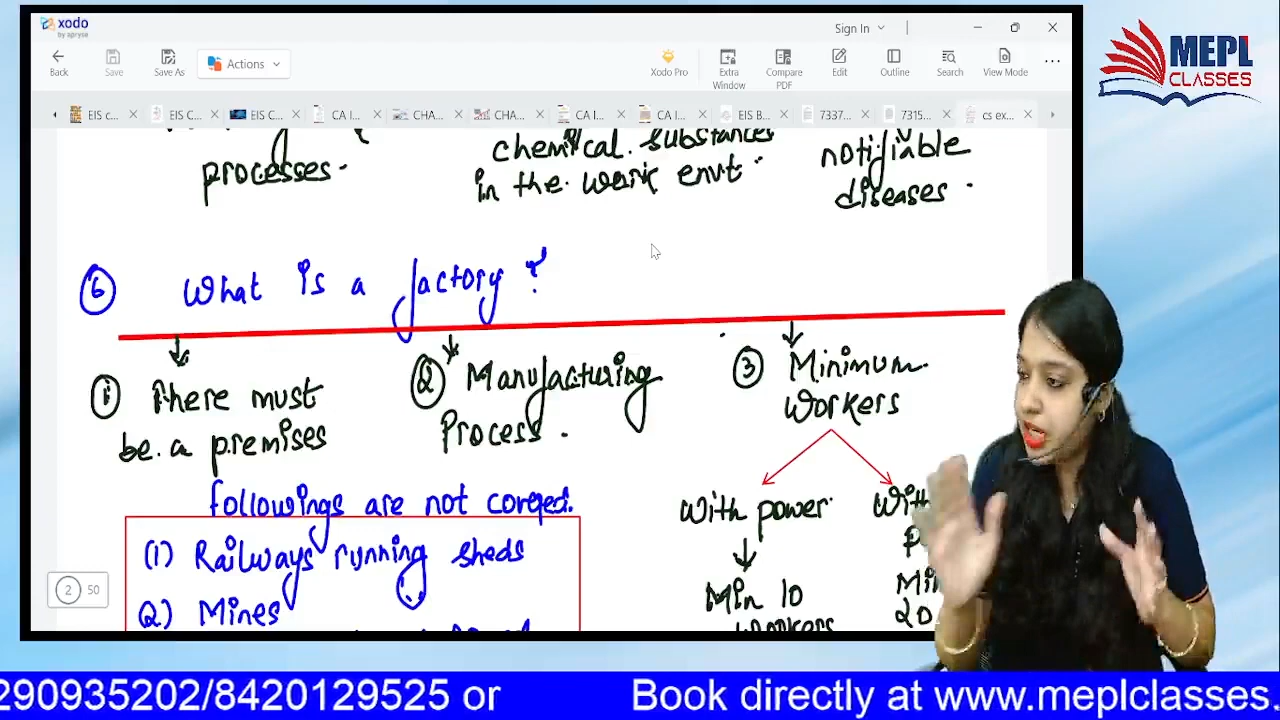 xodo
by apryse
Sign In
Back
Save
Save As
Actions
Xodo Pro
Extra Window
Compare PDF
Edit
Outline
Search
View Mode
EIS c...
EIS C...
EIS C...
CA I...
CHA...
CHA...
CA I...
CA I...
EIS B...
7337...
7315...
cs ex...
MEPL
CLASSES
processes.
chemical substances
in the work envt.
notifiable
diseases.
6 What is a factory?
1 There must
be a premises
2 Manufacturing
Process.
3 Minimum
Workers
With power
Min 10
workers
20
followings are not covered.
(1) Railways running sheds
2) Mines
2 50
290935202/8420129525 or Book directly at www.meplclasses.